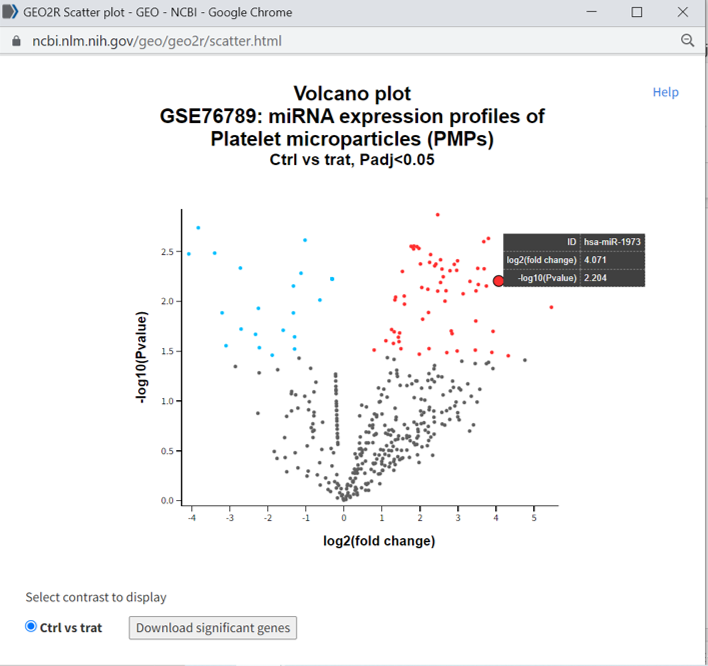 GEO2R Scatter plot - GEO - NCBI - Google Chrome
ncbi.nlm.nih.gov/geo/geo2r/scatter.html
Help
Volcano plot
GSE76789: miRNA expression profiles of
Platelet microparticles (PMPs)
Ctrl vs trat, Padj<0.05
ID hsa-miR-1973
log2(fold change) 4.071
-log10(Pvalue) 2.204
-log10(Pvalue)
2.5
2.0
1.5
1.0
0.5
0.0
-4 -3 -2 -1 0 1 2 3 4 5
log2(fold change)
Select contrast to display
Ctrl vs trat
Download significant genes